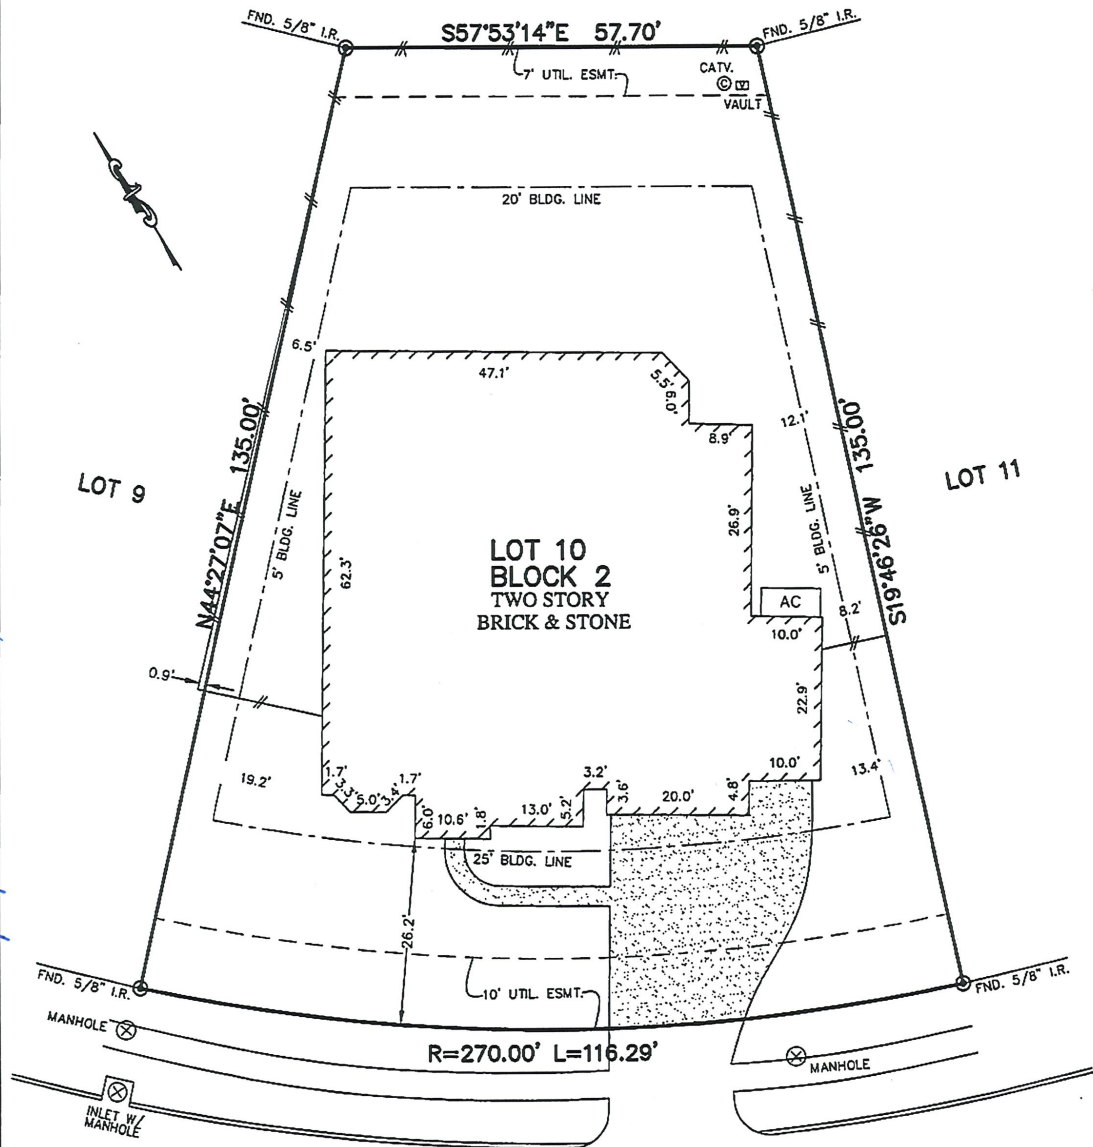 FND. 5/8" I.R.
S57°53'14"E 57.70'
FND. 5/8" I.R.
7' UTIL. ESMT.
CATV.
C
V
VAULT
20' BLDG. LINE
6.5'
47.1'
5.5'
6.0'
8.9'
12.1'
N44°27'07"E 135.00'
S19°46'26"W 135.00'
LOT 9
LOT 11
5' BLDG. LINE
62.3'
26.9'
5' BLDG. LINE
LOT 10
BLOCK 2
TWO STORY
BRICK & STONE
AC
8.2'
10.0'
0.9'
22.9'
19.2'
1.7'
3.3'
5.0'
3.4'
1.7'
6.0'
10.6'
1.8'
13.0'
5.2'
3.2'
3.6'
20.0'
4.8'
10.0'
13.4'
25' BLDG. LINE
26.2'
10' UTIL. ESMT.
FND. 5/8" I.R.
FND. 5/8" I.R.
MANHOLE
R=270.00' L=116.29'
MANHOLE
INLET W/
MANHOLE